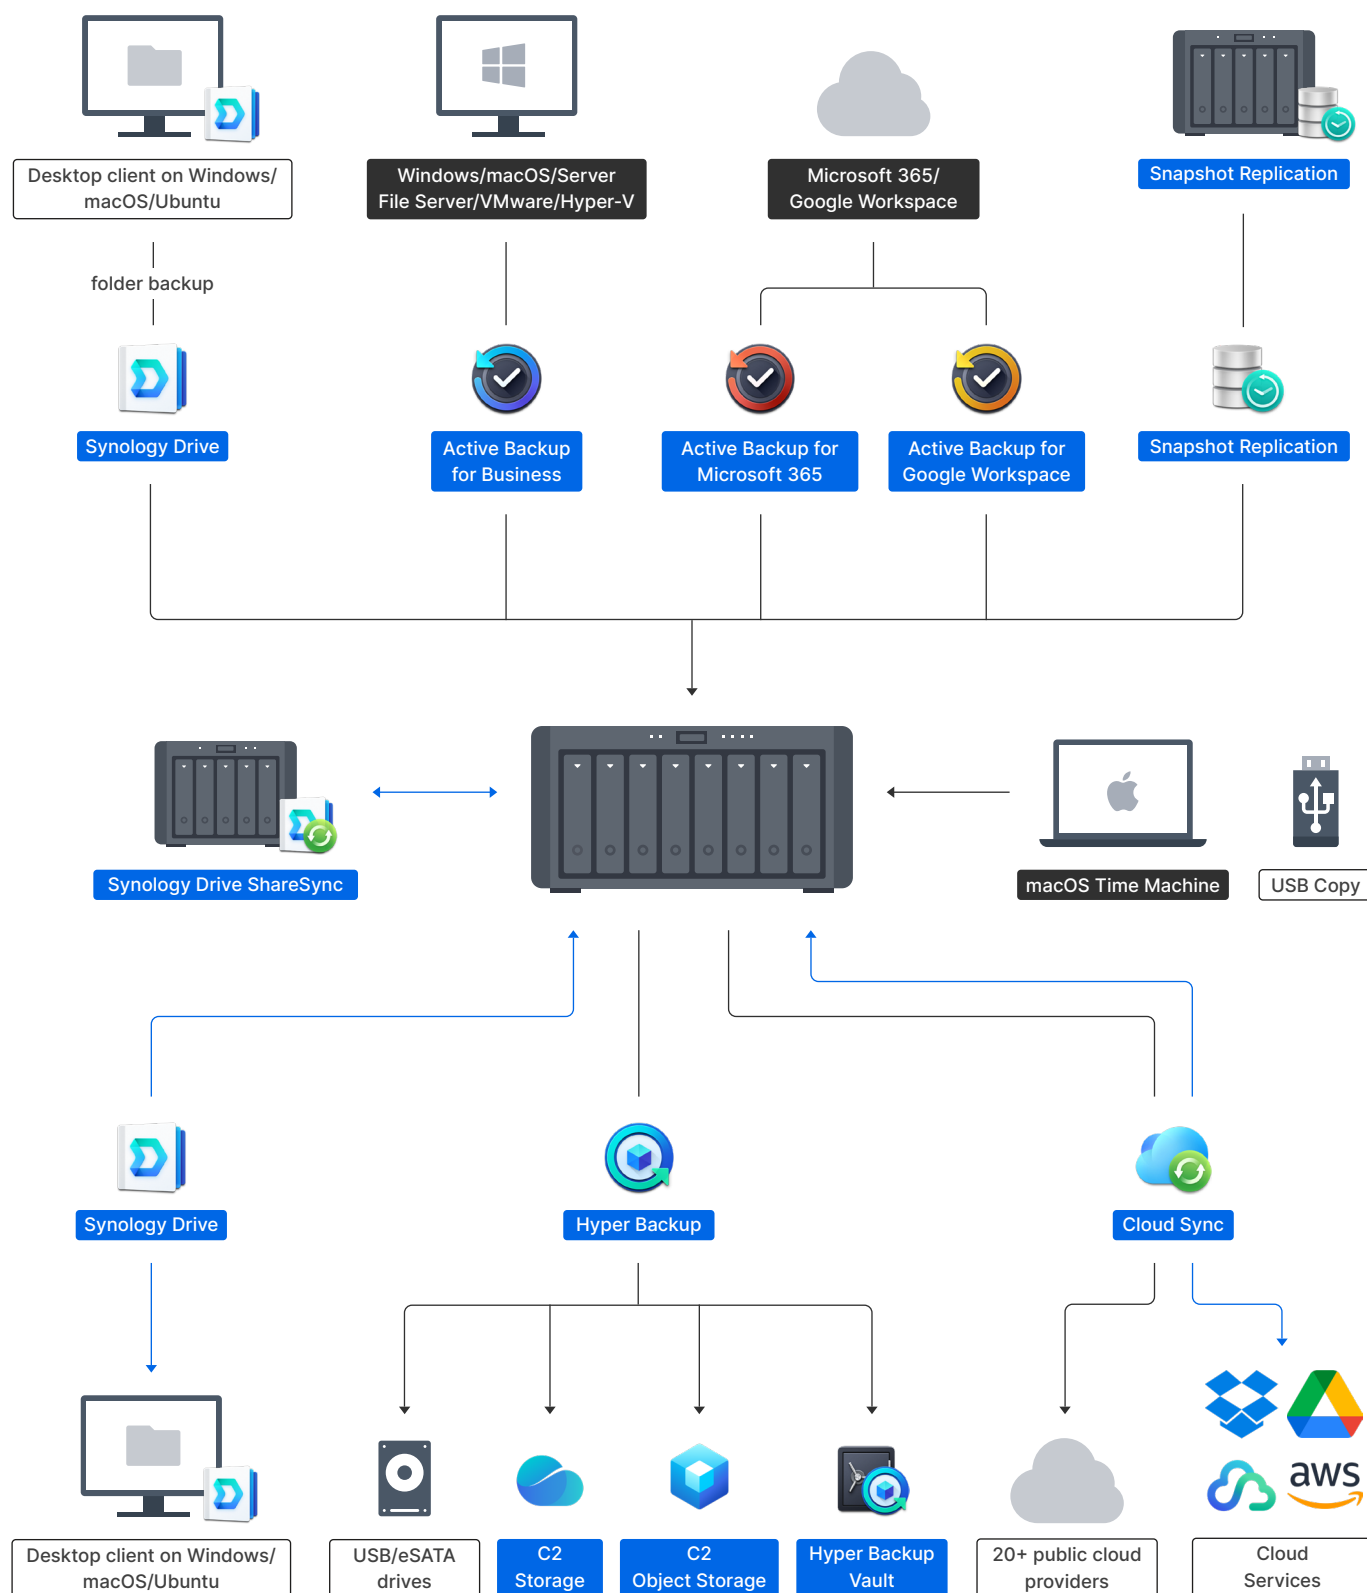 Desktop client on Windows/
macOS/Ubuntu
Windows/macOS/Server
File Server/VMware/Hyper-V
Microsoft 365/
Google Workspace
Snapshot Replication
folder backup
Synology Drive
Active Backup
for Business
Active Backup for
Microsoft 365
Active Backup for
Google Workspace
Snapshot Replication
Synology Drive ShareSync
macOS Time Machine
USB Copy
Synology Drive
Hyper Backup
Cloud Sync
aws
Desktop client on Windows/
macOS/Ubuntu
USB/eSATA
drives
C2
Storage
C2
Object Storage
Hyper Backup
Vault
20+ public cloud
providers
Cloud
Services